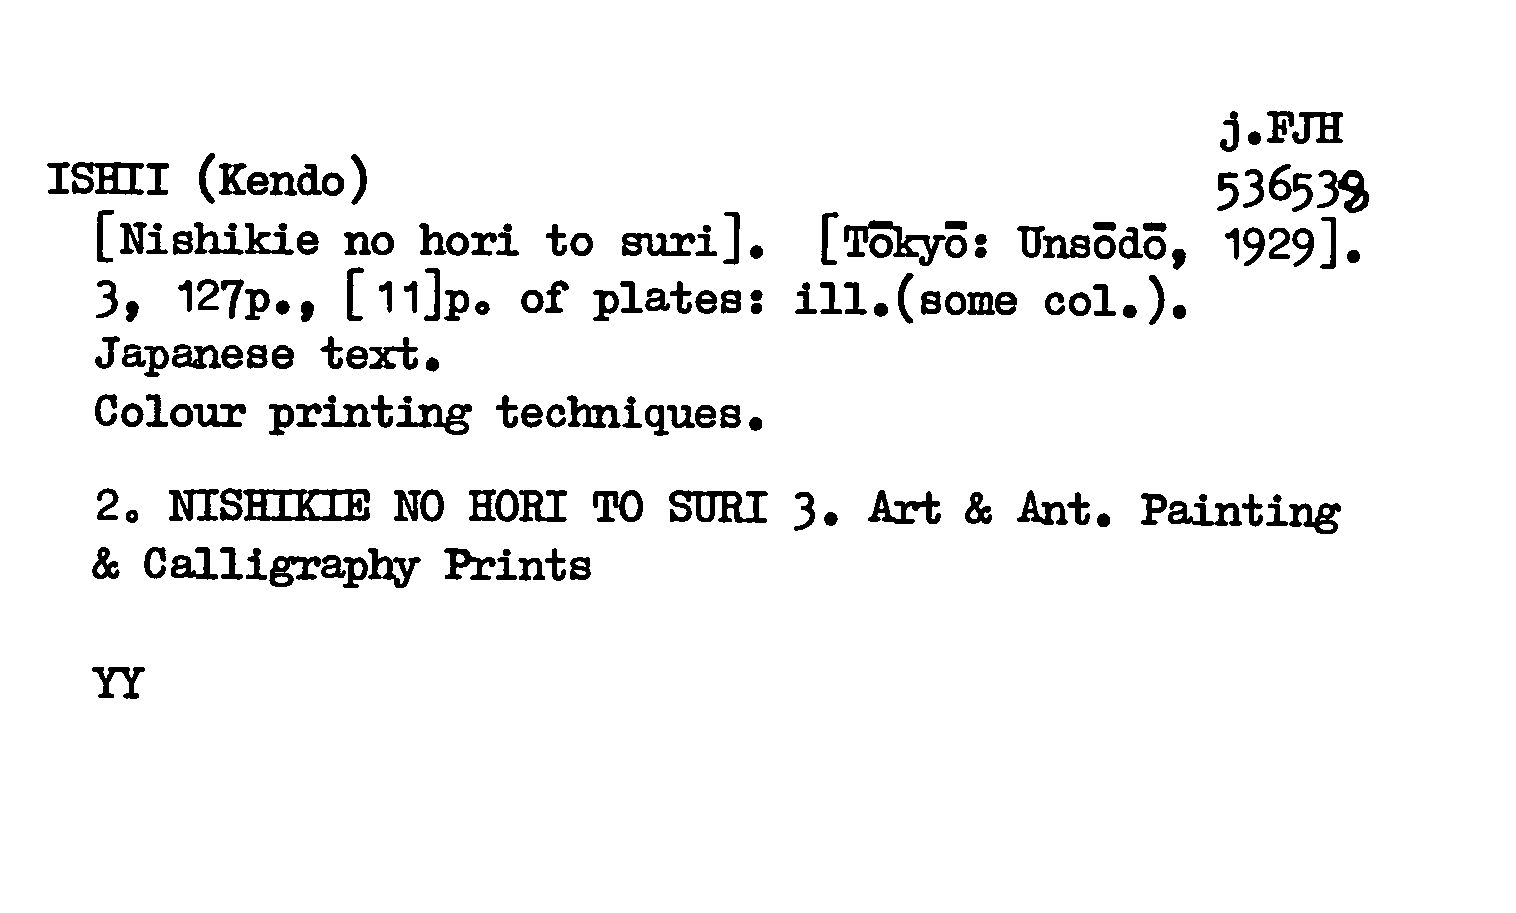 j.FJH
ISHII (Kendo)
536538
[Nishikie no hori to suri]. [Tōkyō: Unsōdō, 1929].
3, 127p., [11]p. of plates: ill.(some col.).
Japanese text.
Colour printing techniques.
2. NISHIKIE NO HORI TO SURI 3. Art & Ant. Painting
& Calligraphy Prints
YY